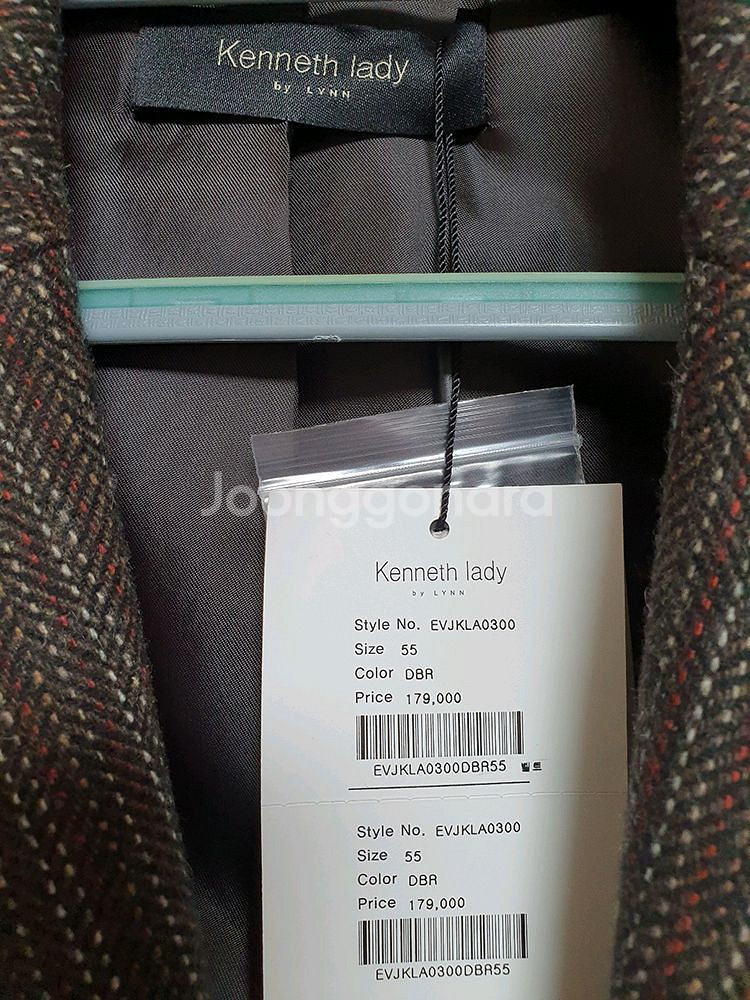 Kenneth lady
by LYNN
Joonggonara
Kenneth lady
by LYNN
Style No. EVJKLA0300
Size 55
Color DBR
Price 179,000
EVJKLA0300DBR55
Style No. EVJKLA0300
Size 55
Color DBR
Price 179,000
EVJKLA0300DBR55